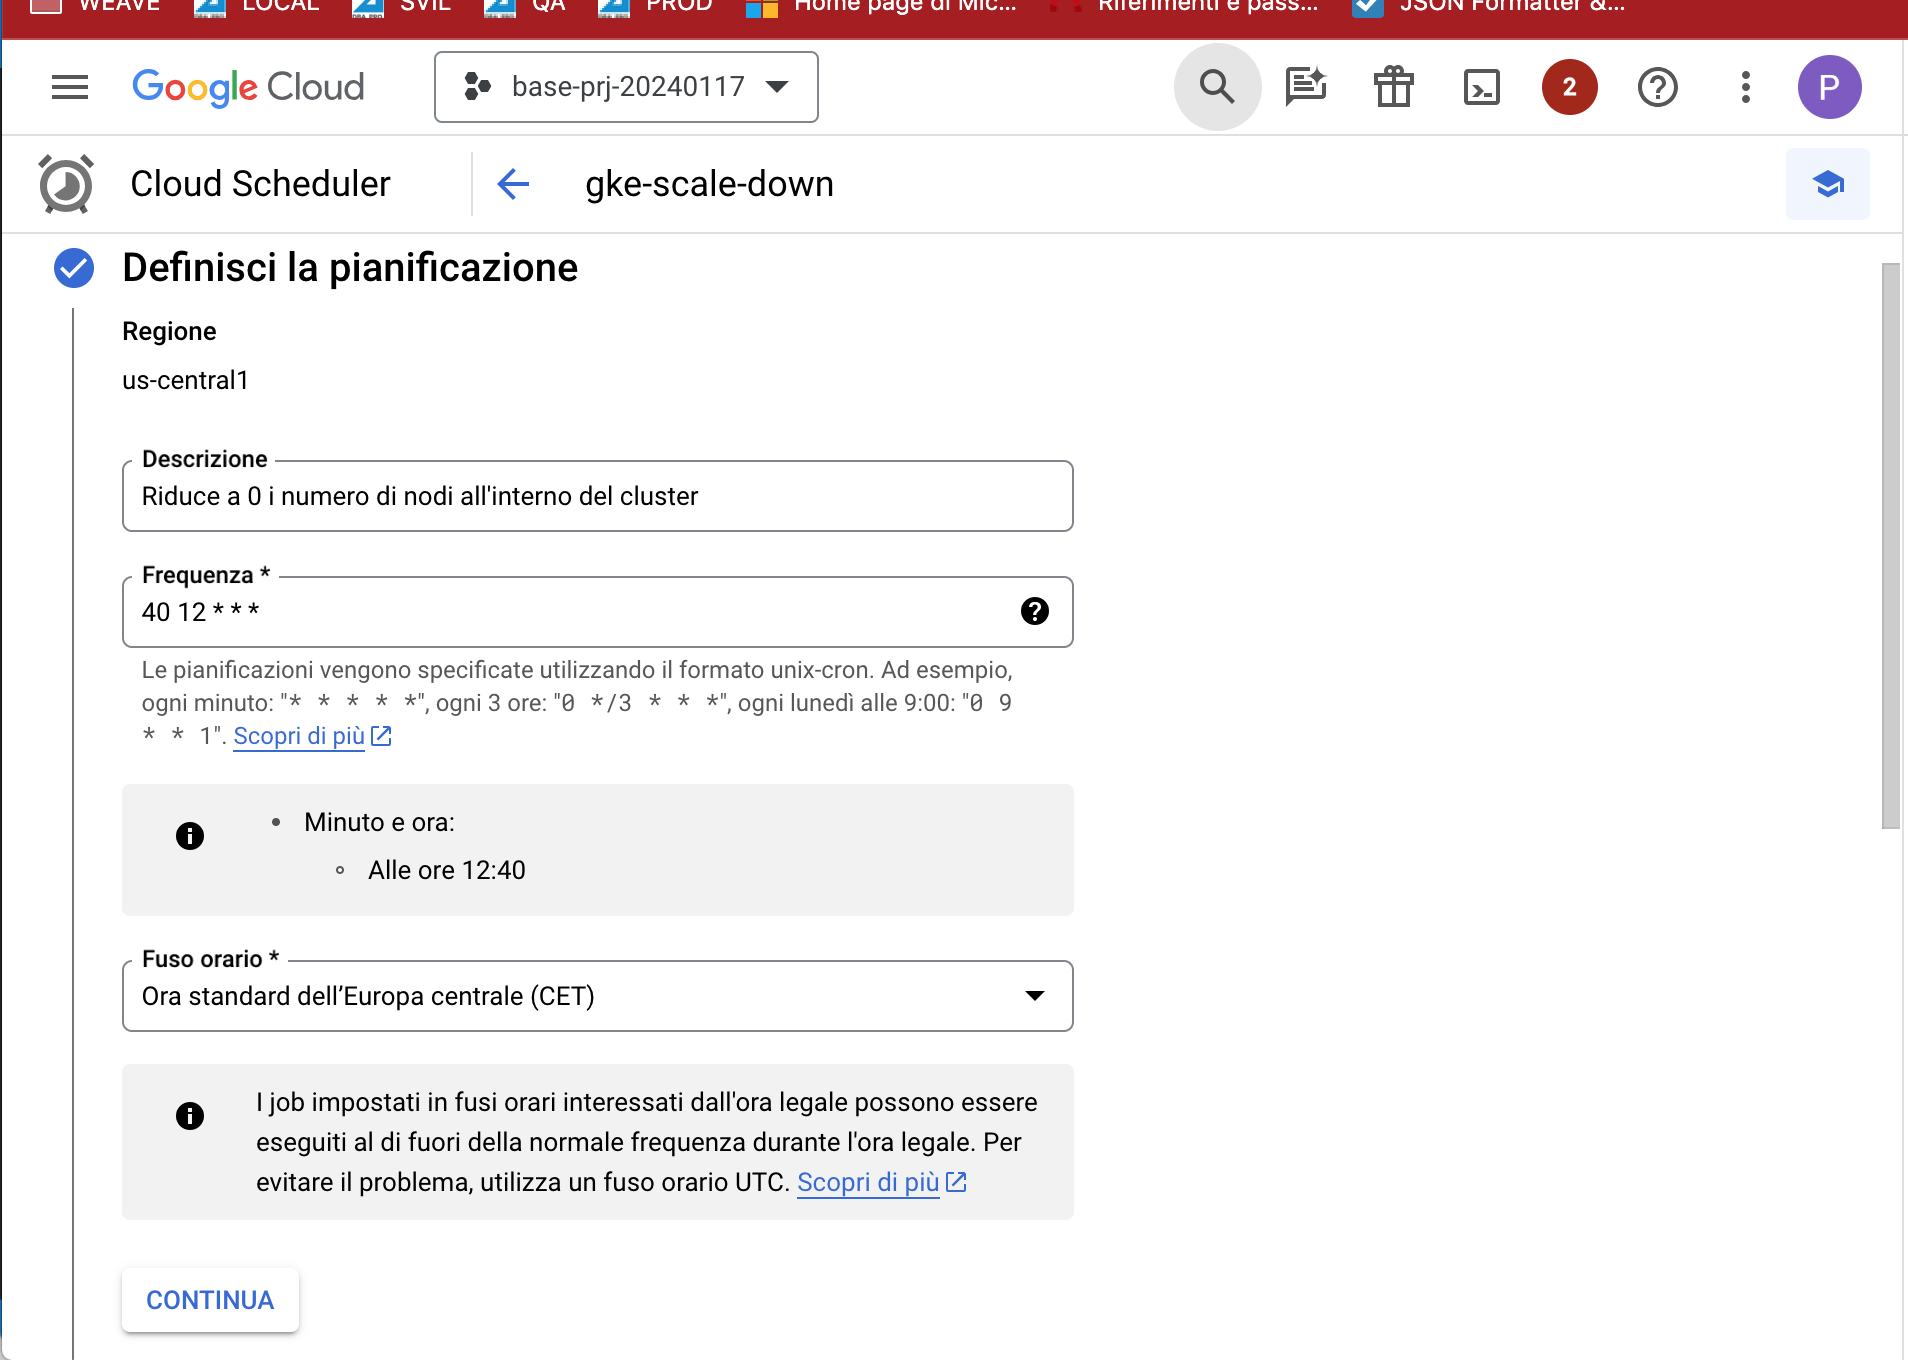 WEAVE LOCAL SVIL QA PROD Home page di Mic... Riferimenti e pass... JSON Formatter &...
Google Cloud base-prj-20240117 2 P
Cloud Scheduler gke-scale-down
Definisci la pianificazione
Regione
us-central1
Descrizione
Riduce a 0 i numero di nodi all'interno del cluster
Frequenza *
40 12 * * *
Le pianificazioni vengono specificate utilizzando il formato unix-cron. Ad esempio,
ogni minuto: "* * * * *", ogni 3 ore: "0 */3 * * *", ogni lunedì alle 9:00: "0 9
* * 1". Scopri di più
Minuto e ora:
Alle ore 12:40
Fuso orario *
Ora standard dell’Europa centrale (CET)
I job impostati in fusi orari interessati dall'ora legale possono essere
eseguiti al di fuori della normale frequenza durante l'ora legale. Per
evitare il problema, utilizza un fuso orario UTC. Scopri di più
CONTINUA